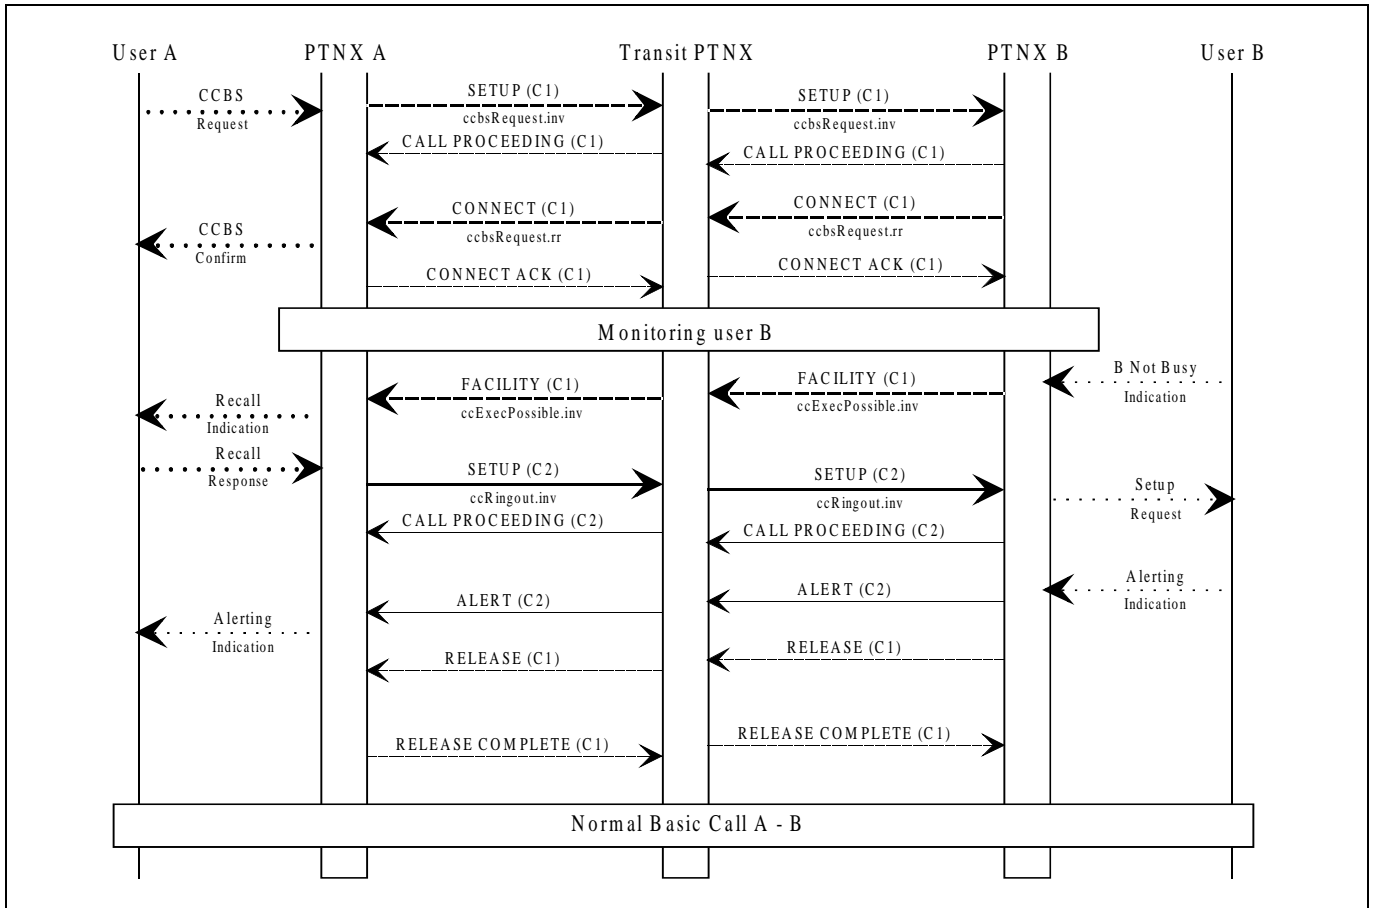 User A PTNX A Transit PTNX PTNX B User B
CCBS
Request
SETUP (C1)
ccbsRequest.inv
SETUP (C1)
ccbsRequest.inv
CALL PROCEEDING (C1)
CALL PROCEEDING (C1)
CONNECT (C1)
ccbsRequest.rr
CONNECT (C1)
ccbsRequest.rr
CCBS
Confirm
CONNECT ACK (C1)
CONNECT ACK (C1)
Monitoring user B
B Not Busy
Indication
FACILITY (C1)
ccExecPossible.inv
FACILITY (C1)
ccExecPossible.inv
Recall
Indication
Recall
Response
SETUP (C2)
ccRingout.inv
SETUP (C2)
ccRingout.inv
Setup
Request
CALL PROCEEDING (C2)
CALL PROCEEDING (C2)
Alerting
Indication
ALERT (C2)
ALERT (C2)
Alerting
Indication
RELEASE (C1)
RELEASE (C1)
RELEASE COMPLETE (C1)
RELEASE COMPLETE (C1)
Normal Basic Call A - B